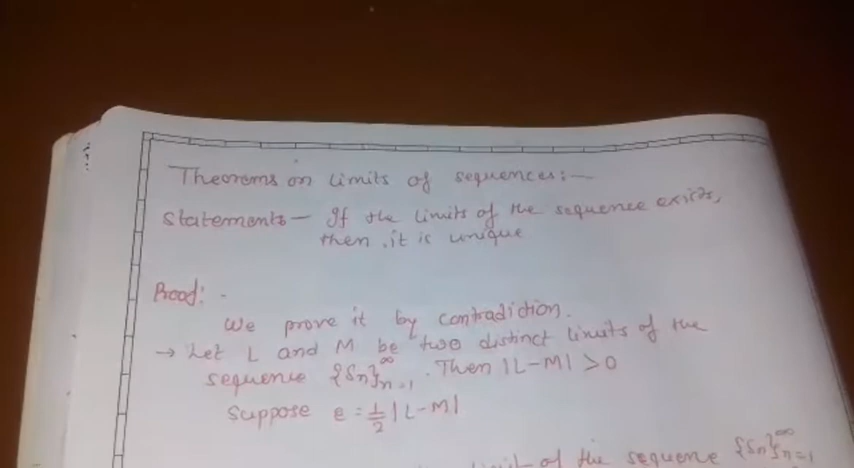 Theorems on limits of sequences:—
Statements— If the limits of the sequence exists,
then it is unique
Proof: -
We prove it by contradiction.
→ Let L and M be two distinct limits of the
sequence {Sn}∞n=1. Then |L-M| > 0
Suppose e = 1/2 |L-M|
limit of the sequence {Sn}∞n=1